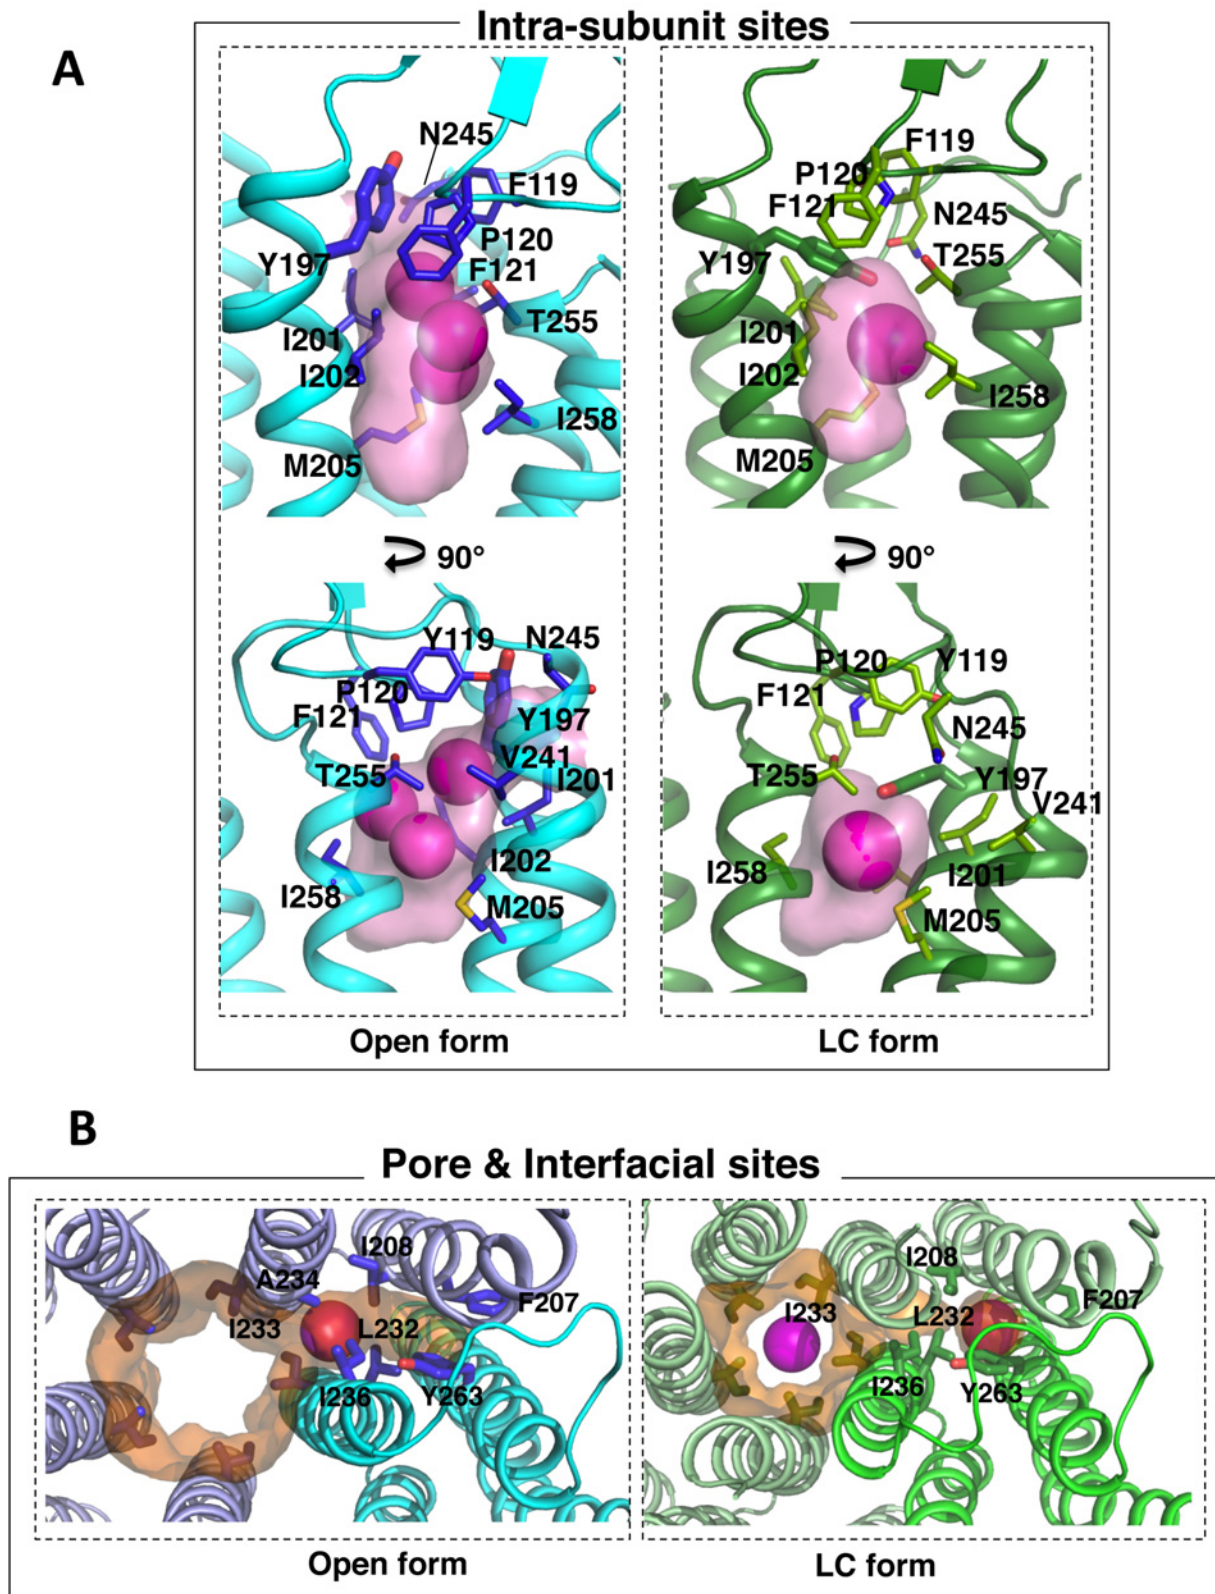 A
Intra-subunit sites
N245
F119
P120
F121
Y197
T255
I201
I202
I258
M205
F119
P120
F121
N245
T255
Y197
I201
I202
I258
M205
90°
90°
Y119
N245
P120
F121
Y197
V241
T255
I201
I202
I258
M205
P120
Y119
F121
N245
T255
Y197
V241
I258
I201
M205
Open form
LC form
B
Pore & Interfacial sites
I208
A234
F207
I233
L232
I236
Y263
I208
F207
I233
L232
I236
Y263
Open form
LC form